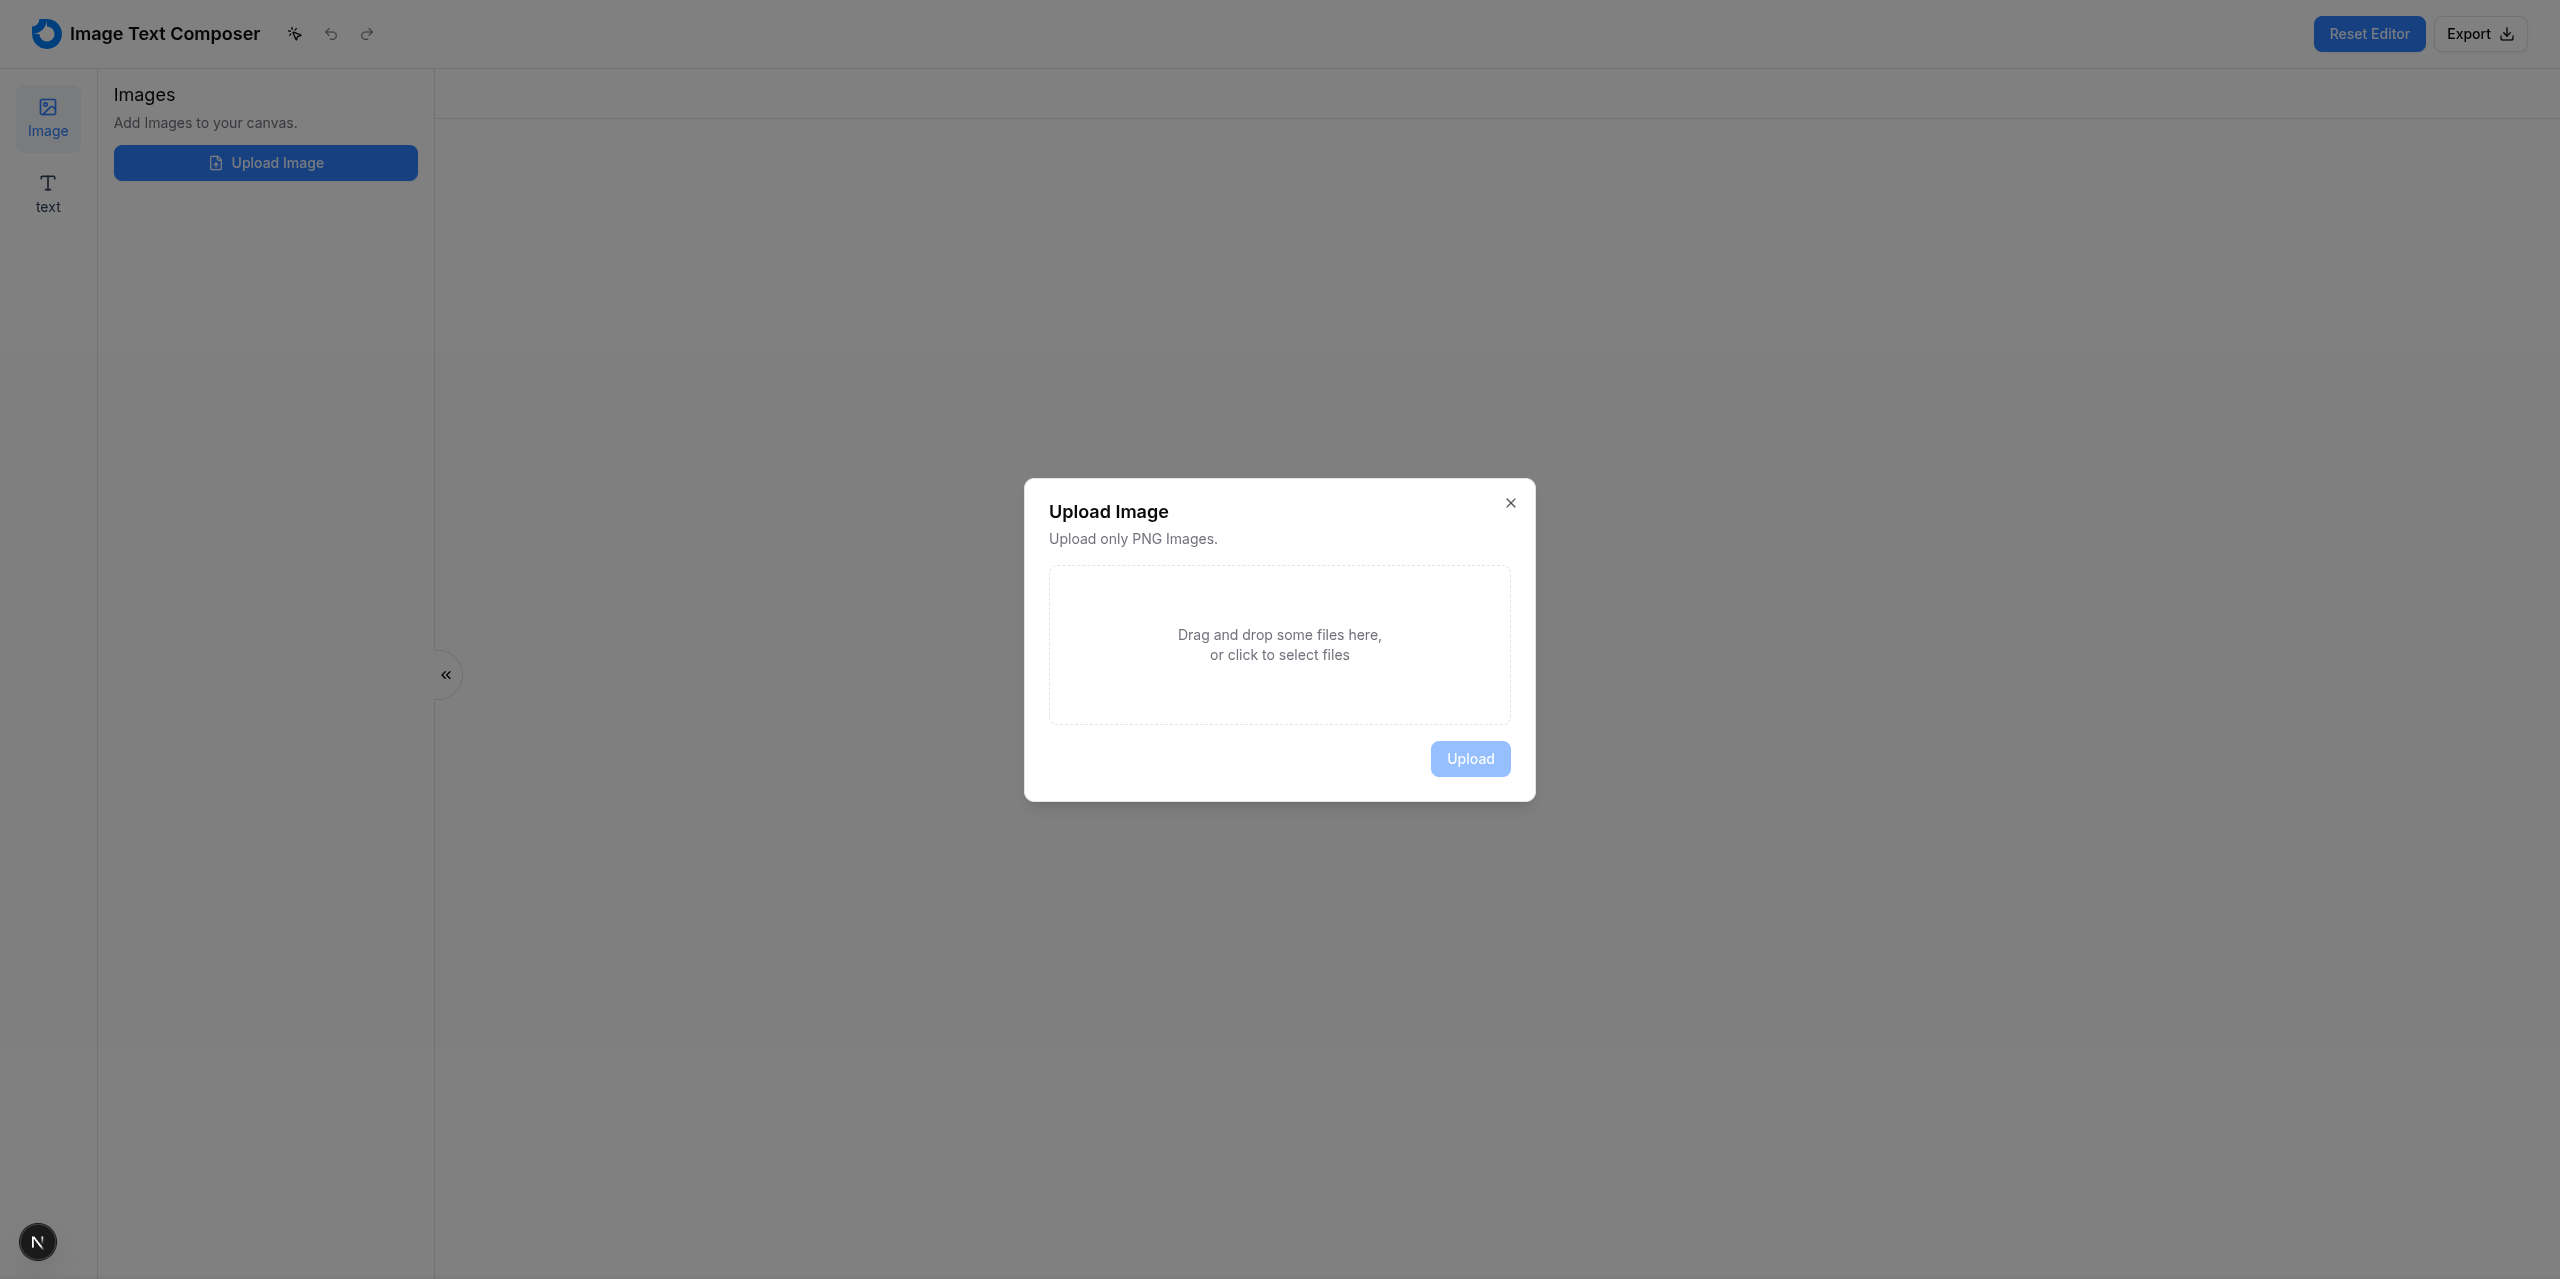 Image Text Composer
Reset Editor
Export
Image
text
Images
Add Images to your canvas.
Upload Image
Upload Image
Upload only PNG Images.
Drag and drop some files here,
or click to select files
Upload
N